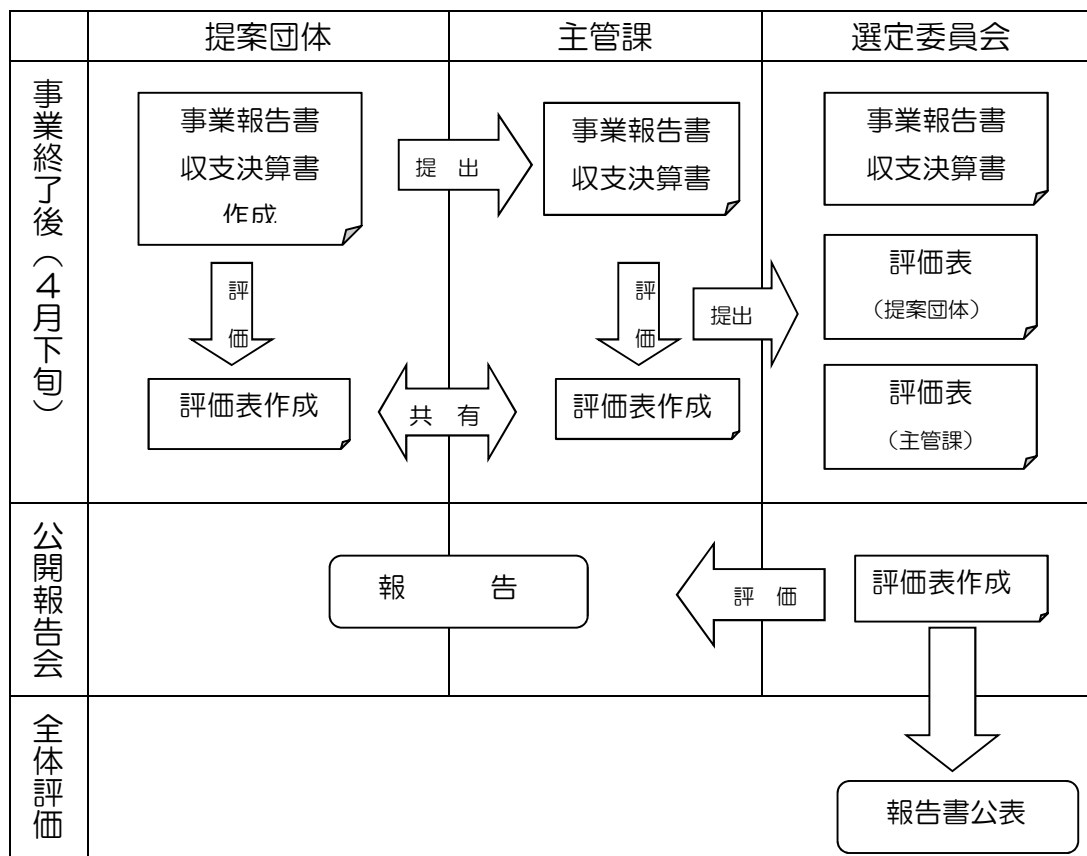 提案団体
主管課
選定委員会
事業終了後（４月下旬）
事業報告書
収支決算書
作成
提 出
事業報告書
収支決算書
事業報告書
収支決算書
評価
評価
提出
評価表
（提案団体）
評価表作成
共 有
評価表作成
評価表
（主管課）
公開報告会
報 告
評 価
評価表作成
全体評価
報告書公表